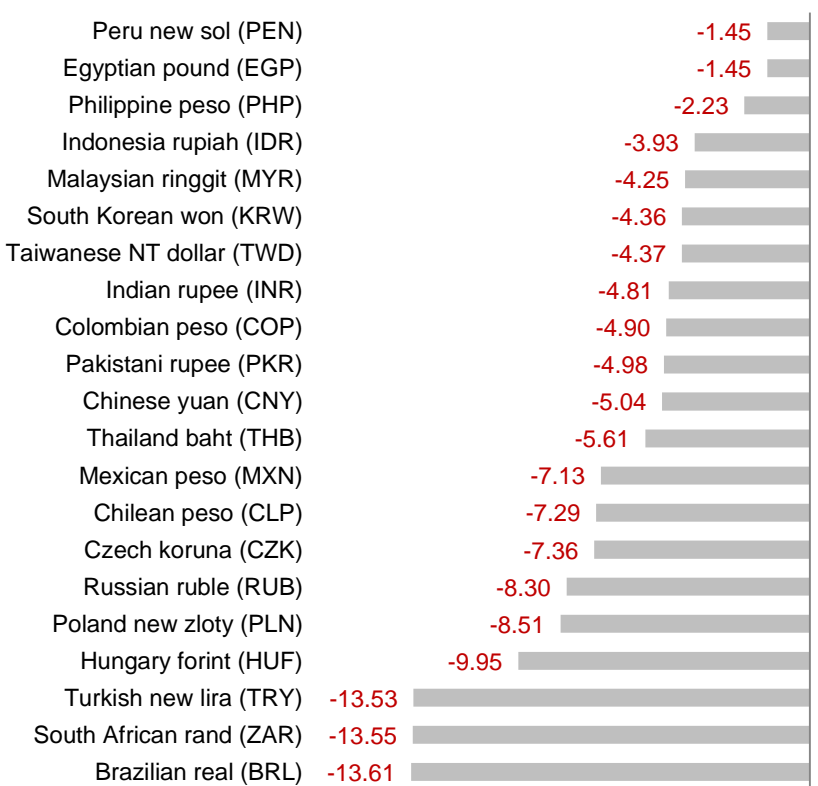 Peru new sol (PEN) -1.45
Egyptian pound (EGP) -1.45
Philippine peso (PHP) -2.23
Indonesia rupiah (IDR) -3.93
Malaysian ringgit (MYR) -4.25
South Korean won (KRW) -4.36
Taiwanese NT dollar (TWD) -4.37
Indian rupee (INR) -4.81
Colombian peso (COP) -4.90
Pakistani rupee (PKR) -4.98
Chinese yuan (CNY) -5.04
Thailand baht (THB) -5.61
Mexican peso (MXN) -7.13
Chilean peso (CLP) -7.29
Czech koruna (CZK) -7.36
Russian ruble (RUB) -8.30
Poland new zloty (PLN) -8.51
Hungary forint (HUF) -9.95
Turkish new lira (TRY) -13.53
South African rand (ZAR) -13.55
Brazilian real (BRL) -13.61